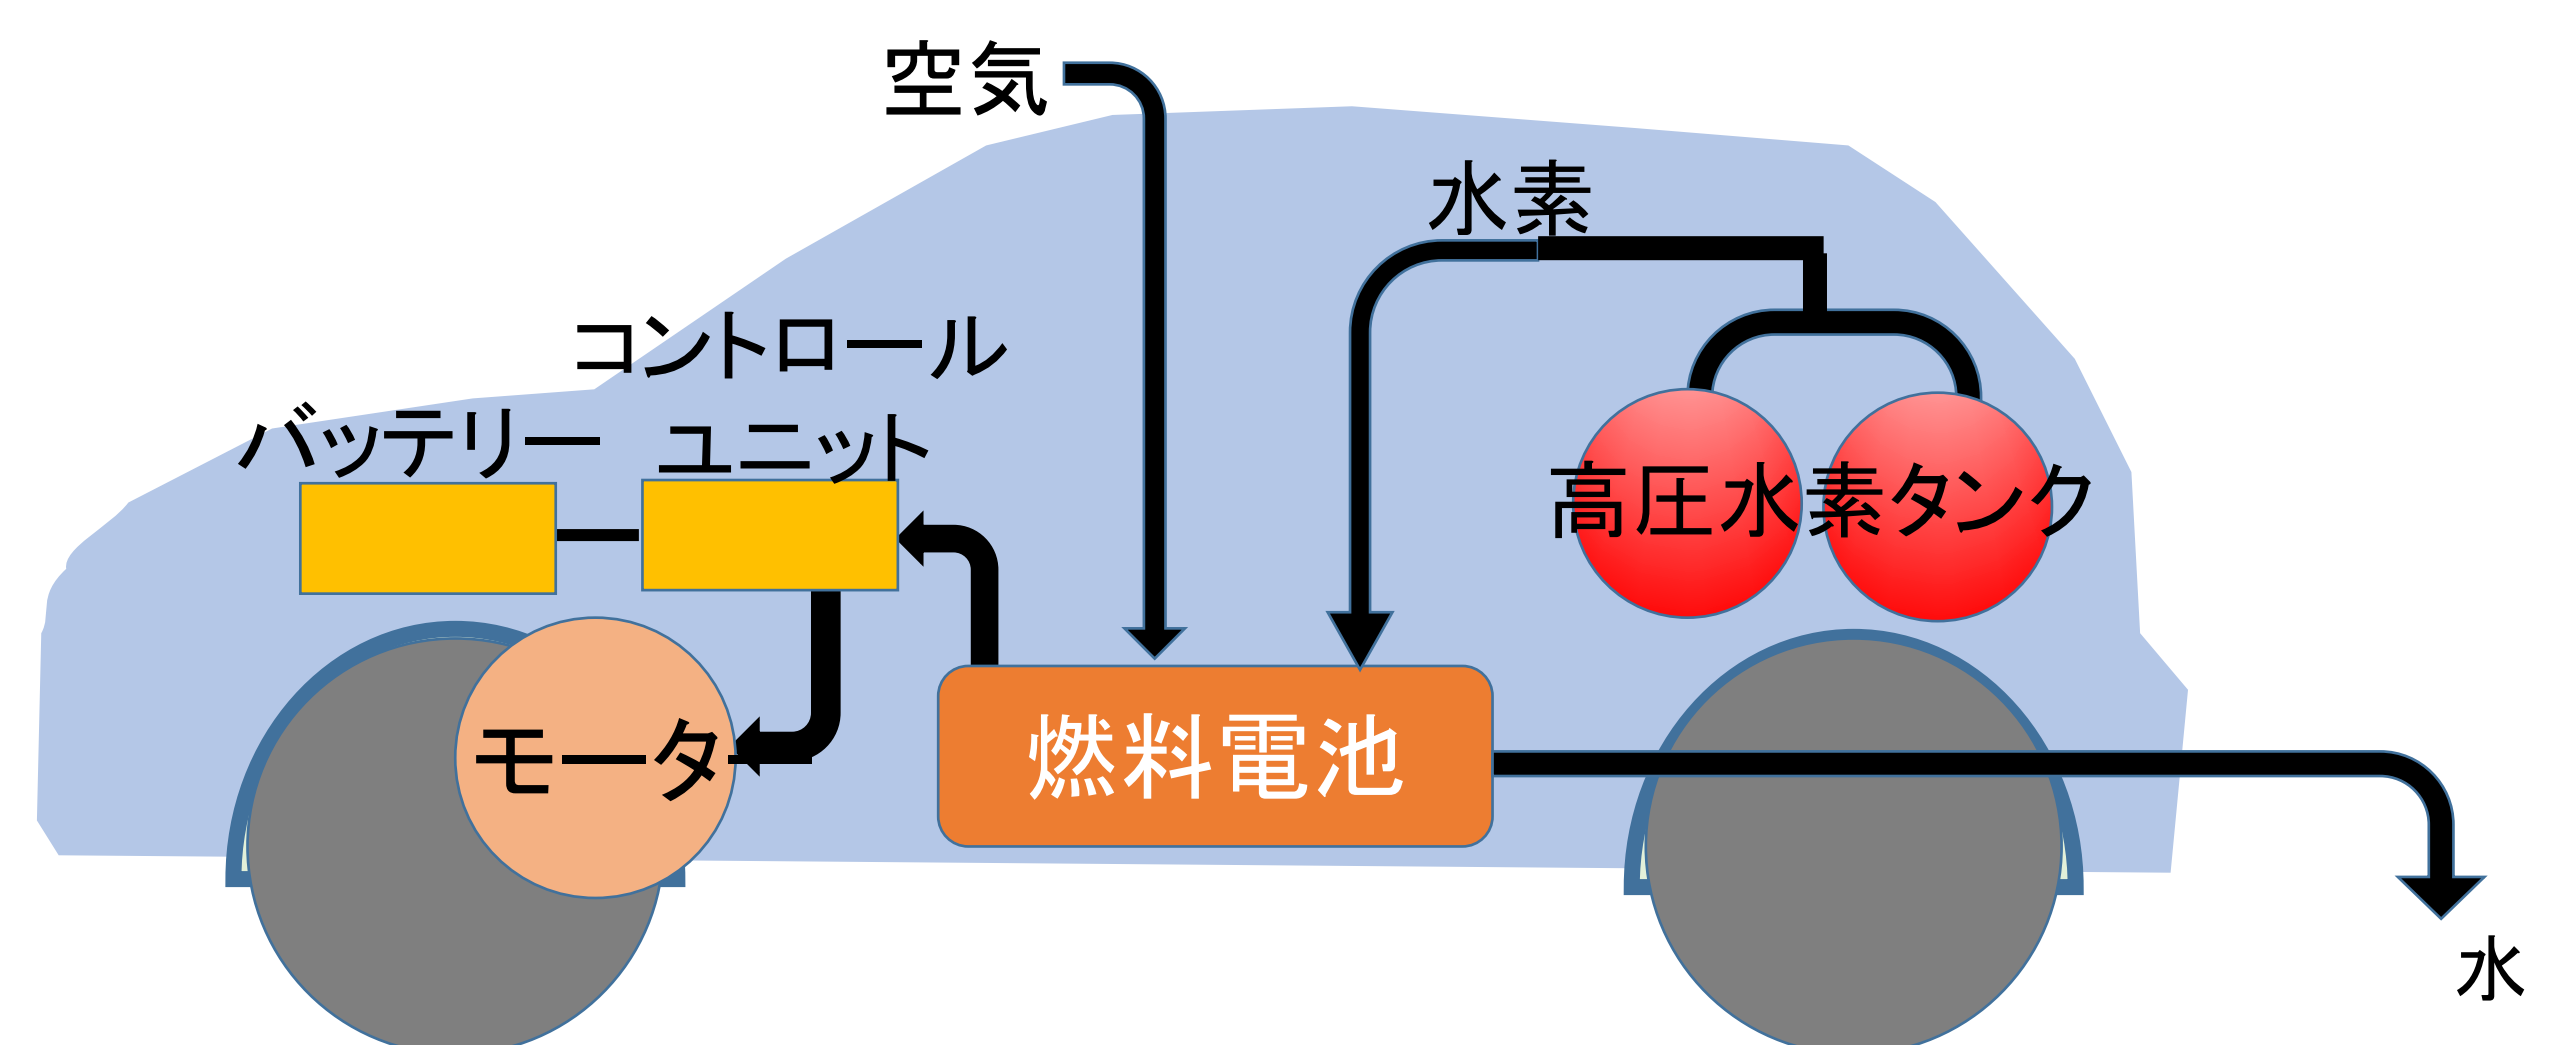 空気
水素
コントロール
ユニット
バッテリー
高圧水素タンク
モーター
燃料電池
水